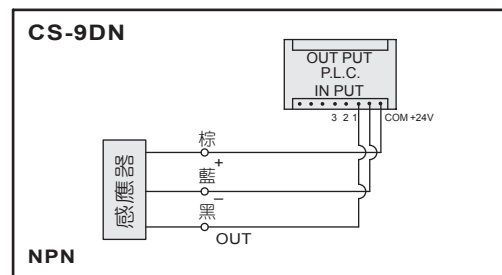 CS-9DN
OUT PUT
P.L.C.
IN PUT
3 2 1 COM +24V
棕
+
藍
−
黑
OUT
感應器
NPN